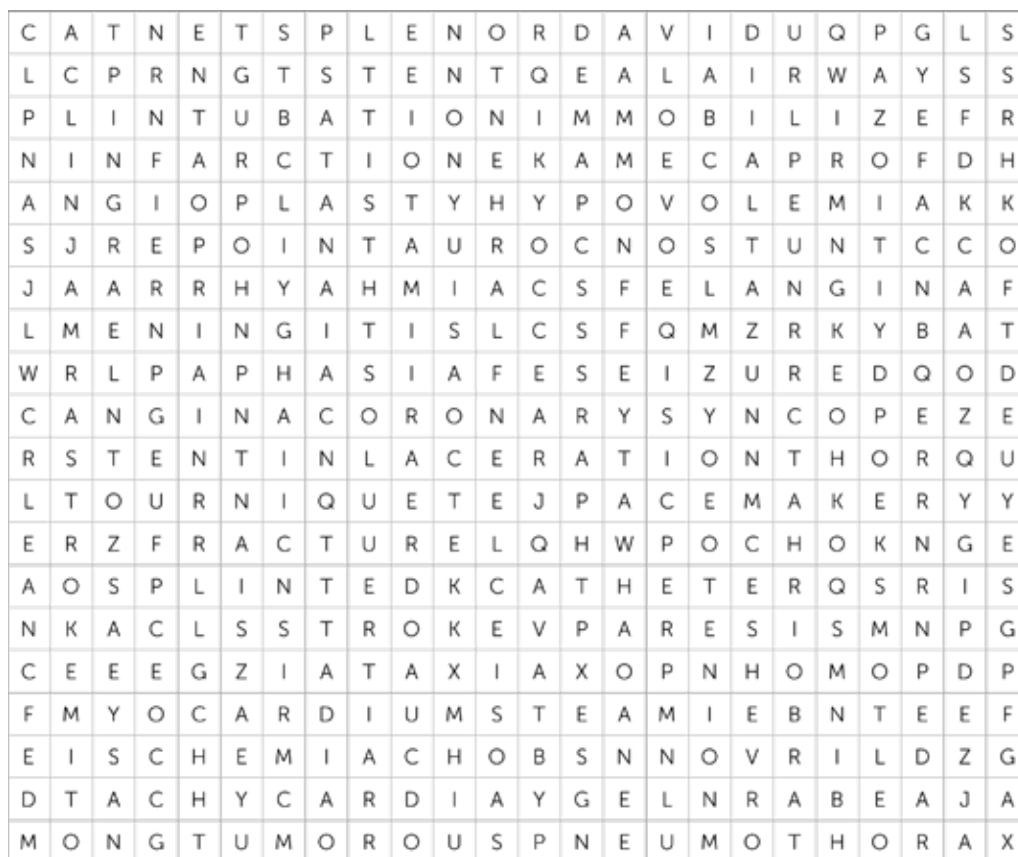 C A T N E T S P L E N O R D A V I D U Q P G L S
L C P R N G T S T E N T Q E A L A I R W A Y S S
P L I N T U B A T I O N I M M O B I L I Z E F R
N I N F A R C T I O N E K A M E C A P R O F D H
A N G I O P L A S T Y H Y P O V O L E M I A K K
S J R E P O I N T A U R O C N O S T U N T C C O
J A A R R H Y A H M I A C S F E L A N G I N A F
L M E N I N G I T I S L C S F Q M Z R K Y B A T
W R L P A P H A S I A F E S E I Z U R E D Q O D
C A N G I N A C O R O N A R Y S Y N C O P E Z E
R S T E N T I N L A C E R A T I O N T H O R Q U
L T O U R N I Q U E T E J P A C E M A K E R Y Y
E R Z F R A C T U R E L Q H W P O C H O K N G E
A O S P L I N T E D K C A T H E T E R Q S R I S
N K A C L S S T R O K E V P A R E S I S M N P G
C E E E G Z I A T A X I A X O P N H O M O P D P
F M Y O C A R D I U M S T E A M I E B N T E E F
E I S C H E M I A C H O B S N N O V R I L D Z G
D T A C H Y C A R D I A Y G E L N R A B E A J A
M O N G T U M O R O U S P N E U M O T H O R A X